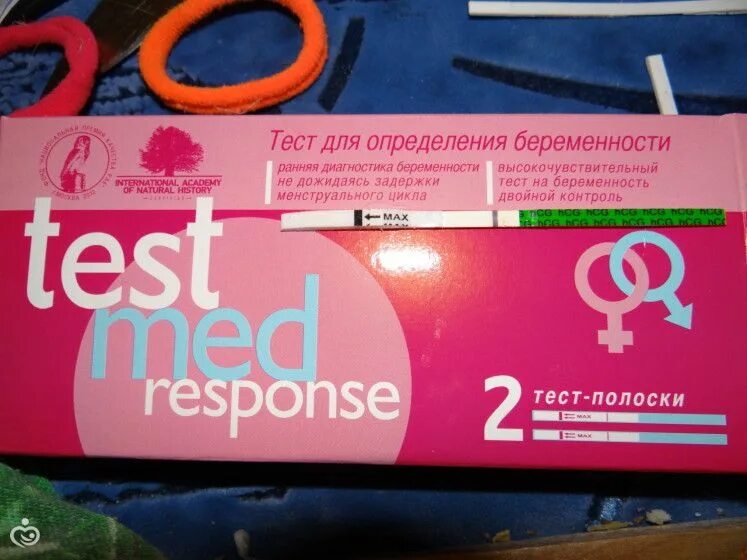 Тест для определения беременности
ранняя диагностика беременности
не дожидаясь задержки
менструального цикла
высокочувствительный
тест на беременность
двойной контроль
INTERNATIONAL ACADEMY
OF NATURAL HISTORY
MAX
hCG hCG hCG hCG hCG hCG hCG
test
med
response
2 тест-полоски
MAX
MAX